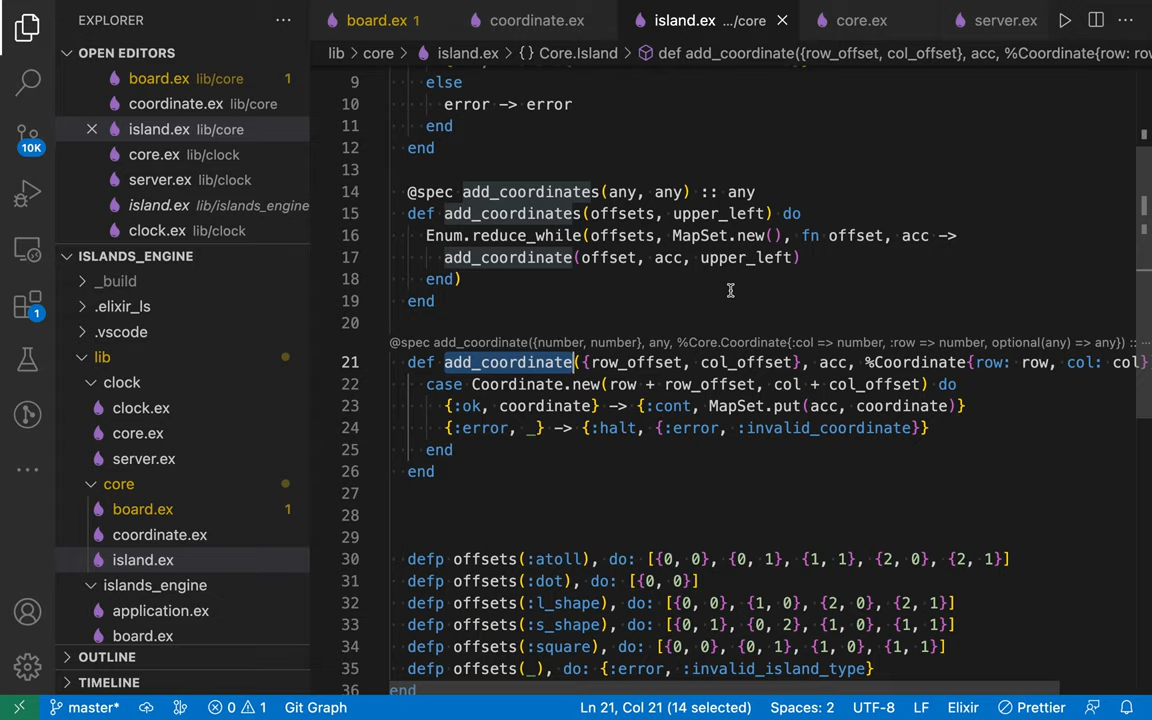 EXPLORER
OPEN EDITORS
board.ex lib/core 1
coordinate.ex lib/core
island.ex lib/core
core.ex lib/clock
server.ex lib/clock
island.ex lib/islands_engine
clock.ex lib/clock
ISLANDS_ENGINE
_build
.elixir_ls
.vscode
lib
clock
clock.ex
core.ex
server.ex
core
board.ex 1
coordinate.ex
island.ex
islands_engine
application.ex
board.ex
OUTLINE
TIMELINE
10K
1
board.ex 1 coordinate.ex island.ex .../core core.ex server.ex
lib core island.ex {} Core.Island def add_coordinate({row_offset, col_offset}, acc, %Coordinate{row: row
9 else
10 error -> error
11 end
12 end
13
14 @spec add_coordinates(any, any) :: any
15 def add_coordinates(offsets, upper_left) do
16 Enum.reduce_while(offsets, MapSet.new(), fn offset, acc ->
17 add_coordinate(offset, acc, upper_left)
18 end)
19 end
20
@spec add_coordinate({number, number}, any, %Core.Coordinate{:col => number, :row => number, optional(any) => any}) ::
21 def add_coordinate({row_offset, col_offset}, acc, %Coordinate{row: row, col: col}
22 case Coordinate.new(row + row_offset, col + col_offset) do
23 {:ok, coordinate} -> {:cont, MapSet.put(acc, coordinate)}
24 {:error, _} -> {:halt, {:error, :invalid_coordinate}}
25 end
26 end
27
28
29
30 defp offsets(:atoll), do: [{0, 0}, {0, 1}, {1, 1}, {2, 0}, {2, 1}]
31 defp offsets(:dot), do: [{0, 0}]
32 defp offsets(:l_shape), do: [{0, 0}, {1, 0}, {2, 0}, {2, 1}]
33 defp offsets(:s_shape), do: [{0, 1}, {0, 2}, {1, 0}, {1, 1}]
34 defp offsets(:square), do: [{0, 0}, {0, 1}, {1, 0}, {1, 1}]
35 defp offsets(_), do: {:error, :invalid_island_type}
36 end
master* 0 1 Git Graph Ln 21, Col 21 (14 selected) Spaces: 2 UTF-8 LF Elixir Prettier